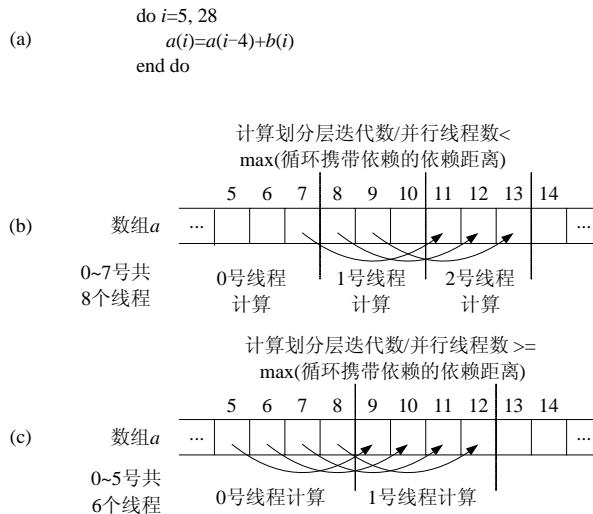 (a)
do i=5, 28
a(i)=a(i−4)+b(i)
end do
计算划分层迭代数/并行线程数<
max(循环携带依赖的依赖距离)
5 6 7 8 9 10 11 12 13 14
(b) 数组a ... ...
0~7号共
8个线程
0号线程
计算
1号线程
计算
2号线程
计算
计算划分层迭代数/并行线程数 >=
max(循环携带依赖的依赖距离)
5 6 7 8 9 10 11 12 13 14
(c) 数组a ... ...
0~5号共
6个线程
0号线程计算 1号线程计算